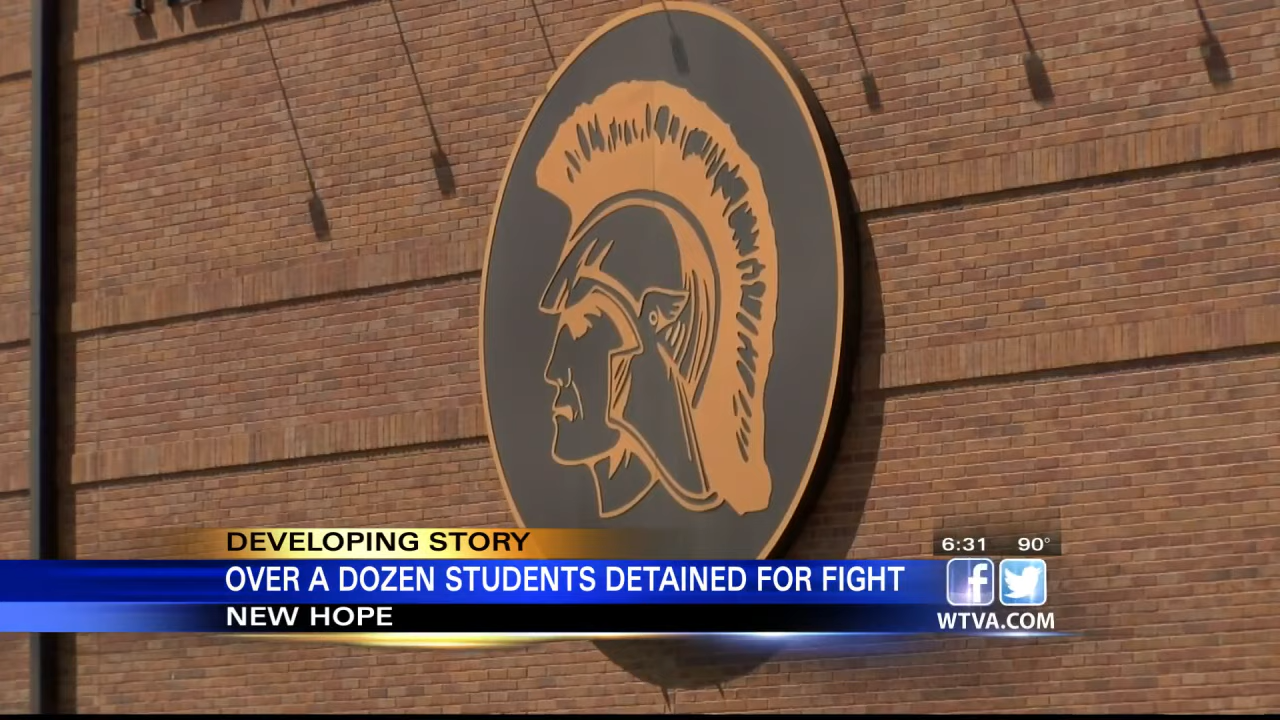 DEVELOPING STORY
OVER A DOZEN STUDENTS DETAINED FOR FIGHT
NEW HOPE
6:31 90°
WTVA.COM